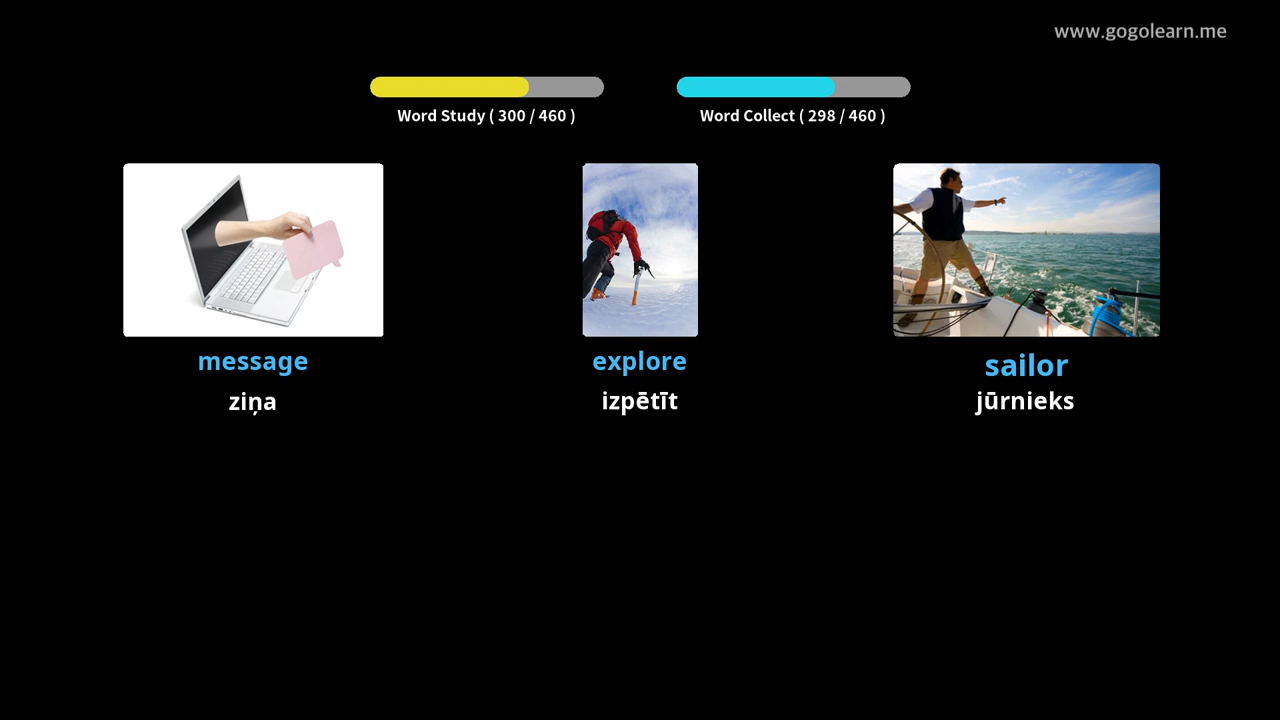 www.gogolearn.me
Word Study ( 300 / 460 )
Word Collect ( 298 / 460 )
message
explore
sailor
ziņa
izpētīt
jūrnieks